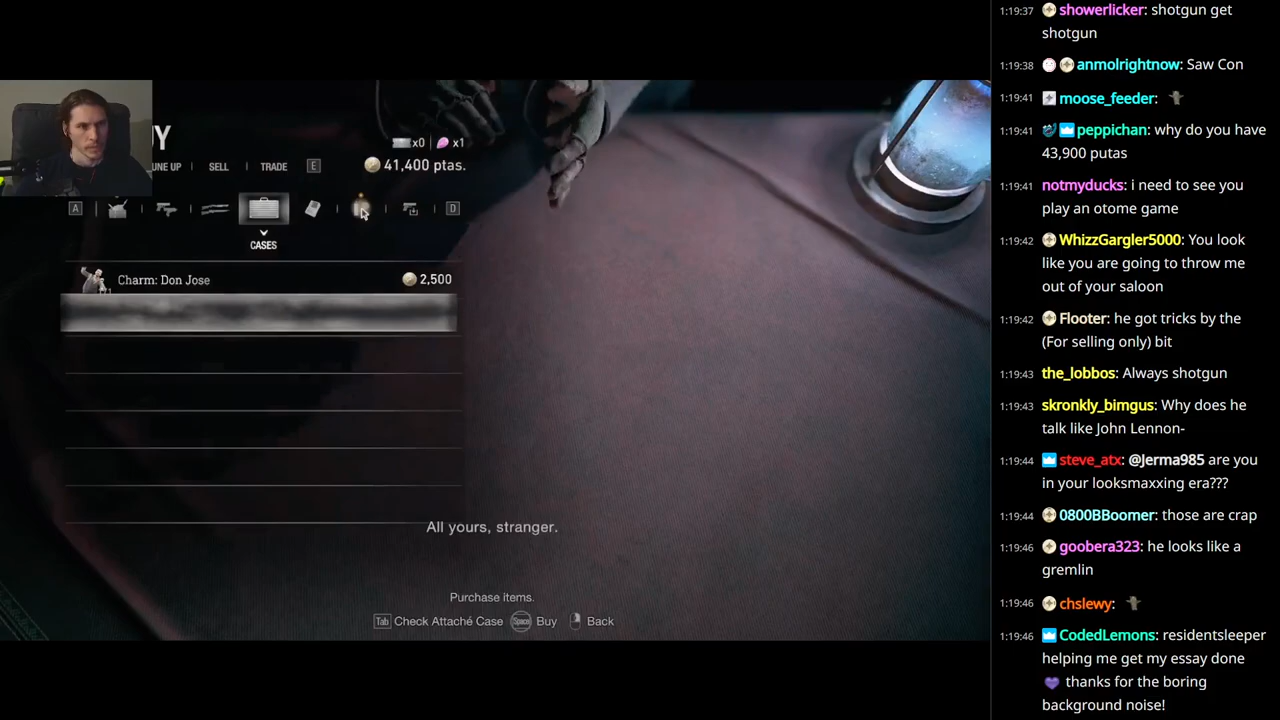 UY
x0 x1
UNE UP SELL TRADE E
41,400 ptas.
A D
CASES
Charm: Don Jose 2,500
All yours, stranger.
Purchase items.
Tab Check Attaché Case Space Buy Back
1:19:37 showerlicker: shotgun get
shotgun
1:19:38 anmolrightnow: Saw Con
1:19:41 moose_feeder:
1:19:41 peppichan: why do you have
43,900 putas
1:19:41 notmyducks: i need to see you
play an otome game
1:19:42 WhizzGargler5000: You look
like you are going to throw me
out of your saloon
1:19:42 Flooter: he got tricks by the
(For selling only) bit
1:19:43 the_lobbos: Always shotgun
1:19:43 skronkly_bimgus: Why does he
talk like John Lennon-
1:19:44 steve_atx: @Jerma985 are you
in your looksmaxxing era???
1:19:44 0800BBoomer: those are crap
1:19:46 goobera323: he looks like a
gremlin
1:19:46 chslewy:
1:19:46 CodedLemons: residentsleeper
helping me get my essay done
thanks for the boring
background noise!